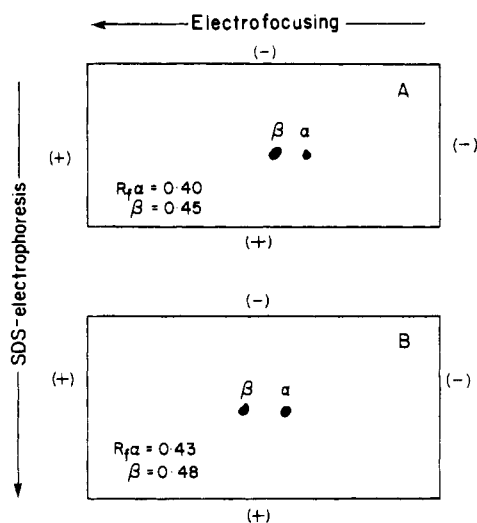 Electrofocusing
(-)
A
β α
(+) (-)
Rfα = 0·40
β = 0·45
(+)
SDS-electrophoresis
(-)
B
β α
(+) (-)
Rfα = 0·43
β = 0·48
(+)